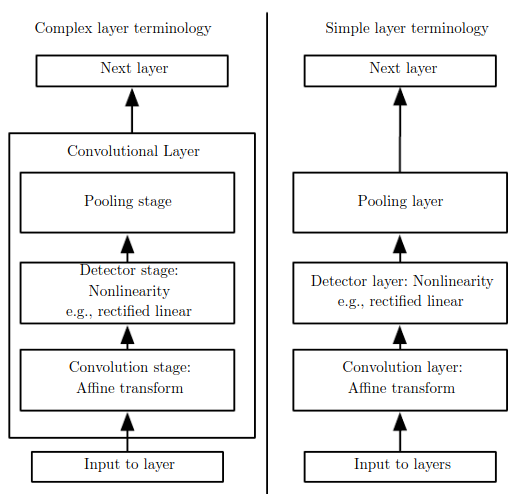 Complex layer terminology
Next layer
Convolutional Layer
Pooling stage
Detector stage:
Nonlinearity
e.g., rectified linear
Convolution stage:
Affine transform
Input to layer
Simple layer terminology
Next layer
Pooling layer
Detector layer: Nonlinearity
e.g., rectified linear
Convolution layer:
Affine transform
Input to layers